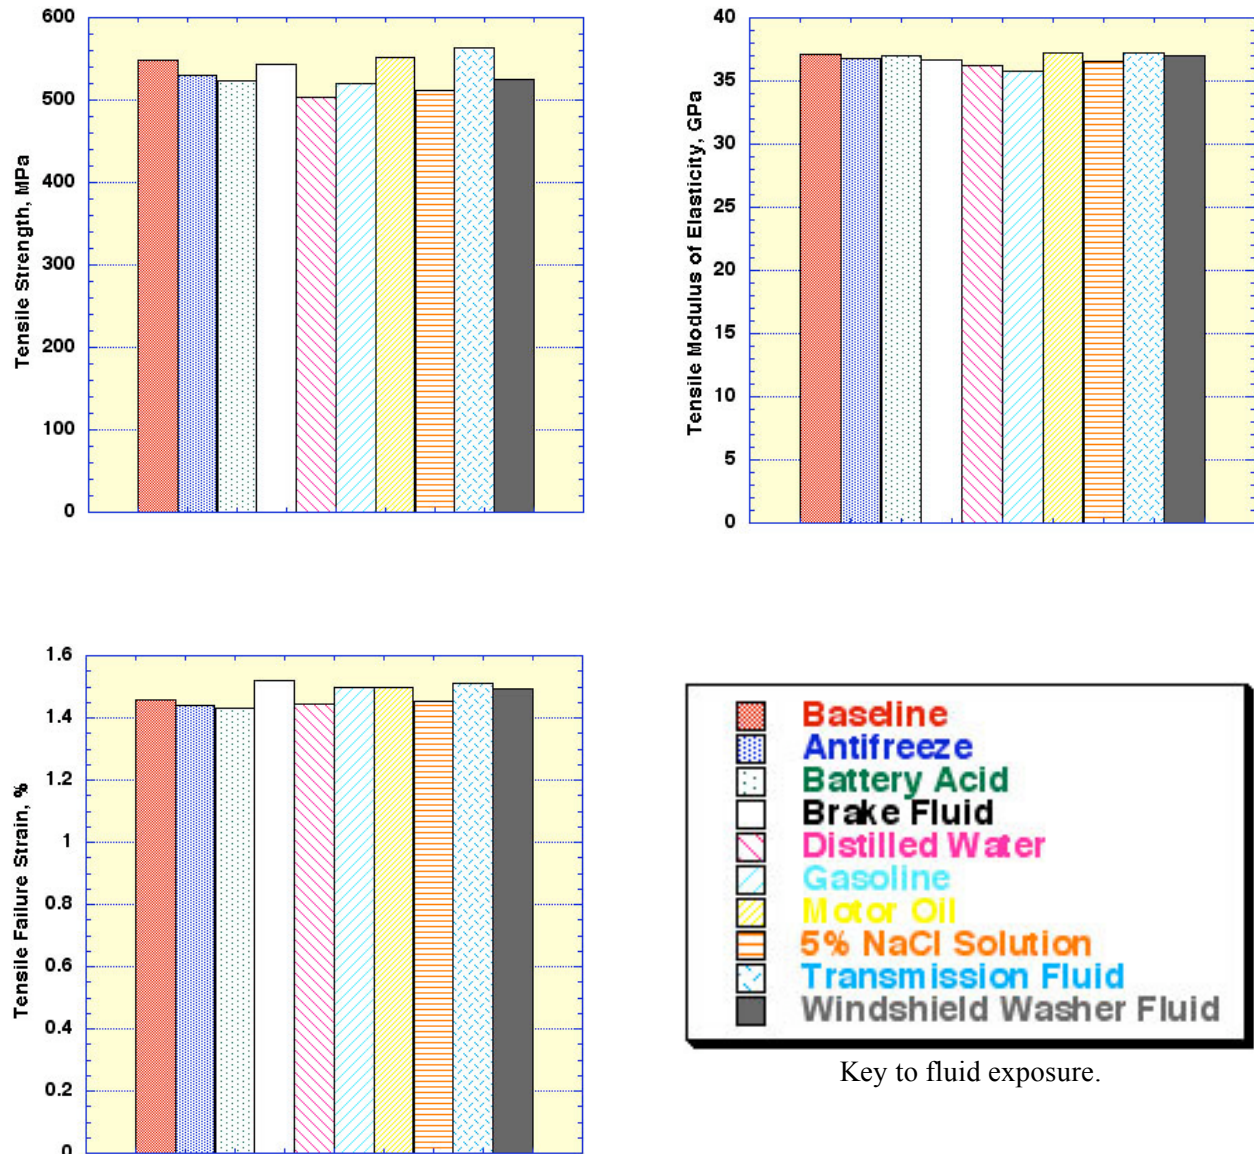 600
500
400
300
200
100
0
Tensile Strength, MPa
40
35
30
25
20
15
10
5
0
Tensile Modulus of Elasticity, GPa
1.6
1.4
1.2
1
0.8
0.6
0.4
0.2
0
Tensile Failure Strain, %
Baseline
Antifreeze
Battery Acid
Brake Fluid
Distilled Water
Gasoline
Motor Oil
5% NaCl Solution
Transmission Fluid
Windshield Washer Fluid
Key to fluid exposure.